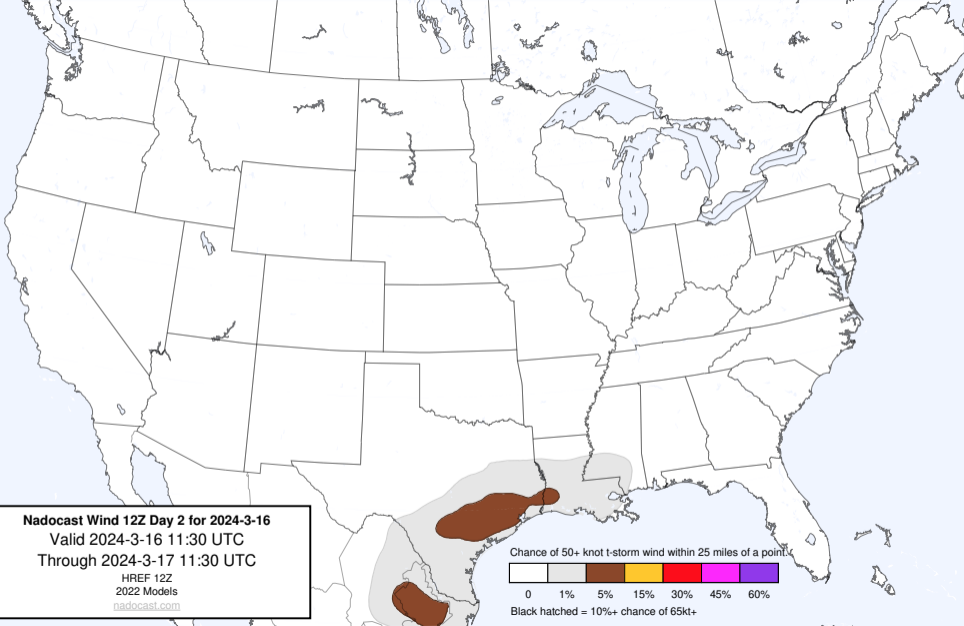 Nadocast Wind 12Z Day 2 for 2024-3-16
Valid 2024-3-16 11:30 UTC
Through 2024-3-17 11:30 UTC
HREF 12Z
2022 Models
nadocast.com
Chance of 50+ knot t-storm wind within 25 miles of a point.
0 1% 5% 15% 30% 45% 60%
Black hatched = 10%+ chance of 65kt+